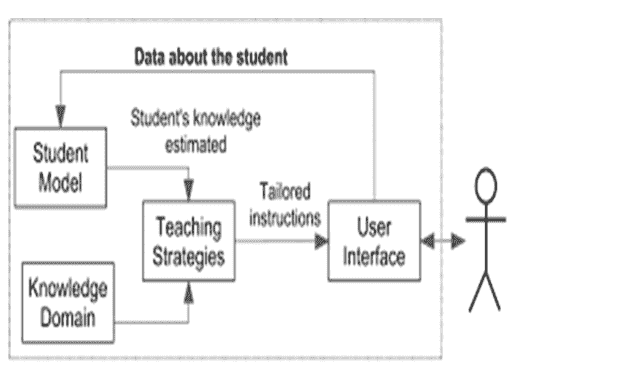 Data about the student
Student's knowledge
estimated
Student
Model
Tailored
instructions
Teaching
Strategies
User
Interface
Knowledge
Domain